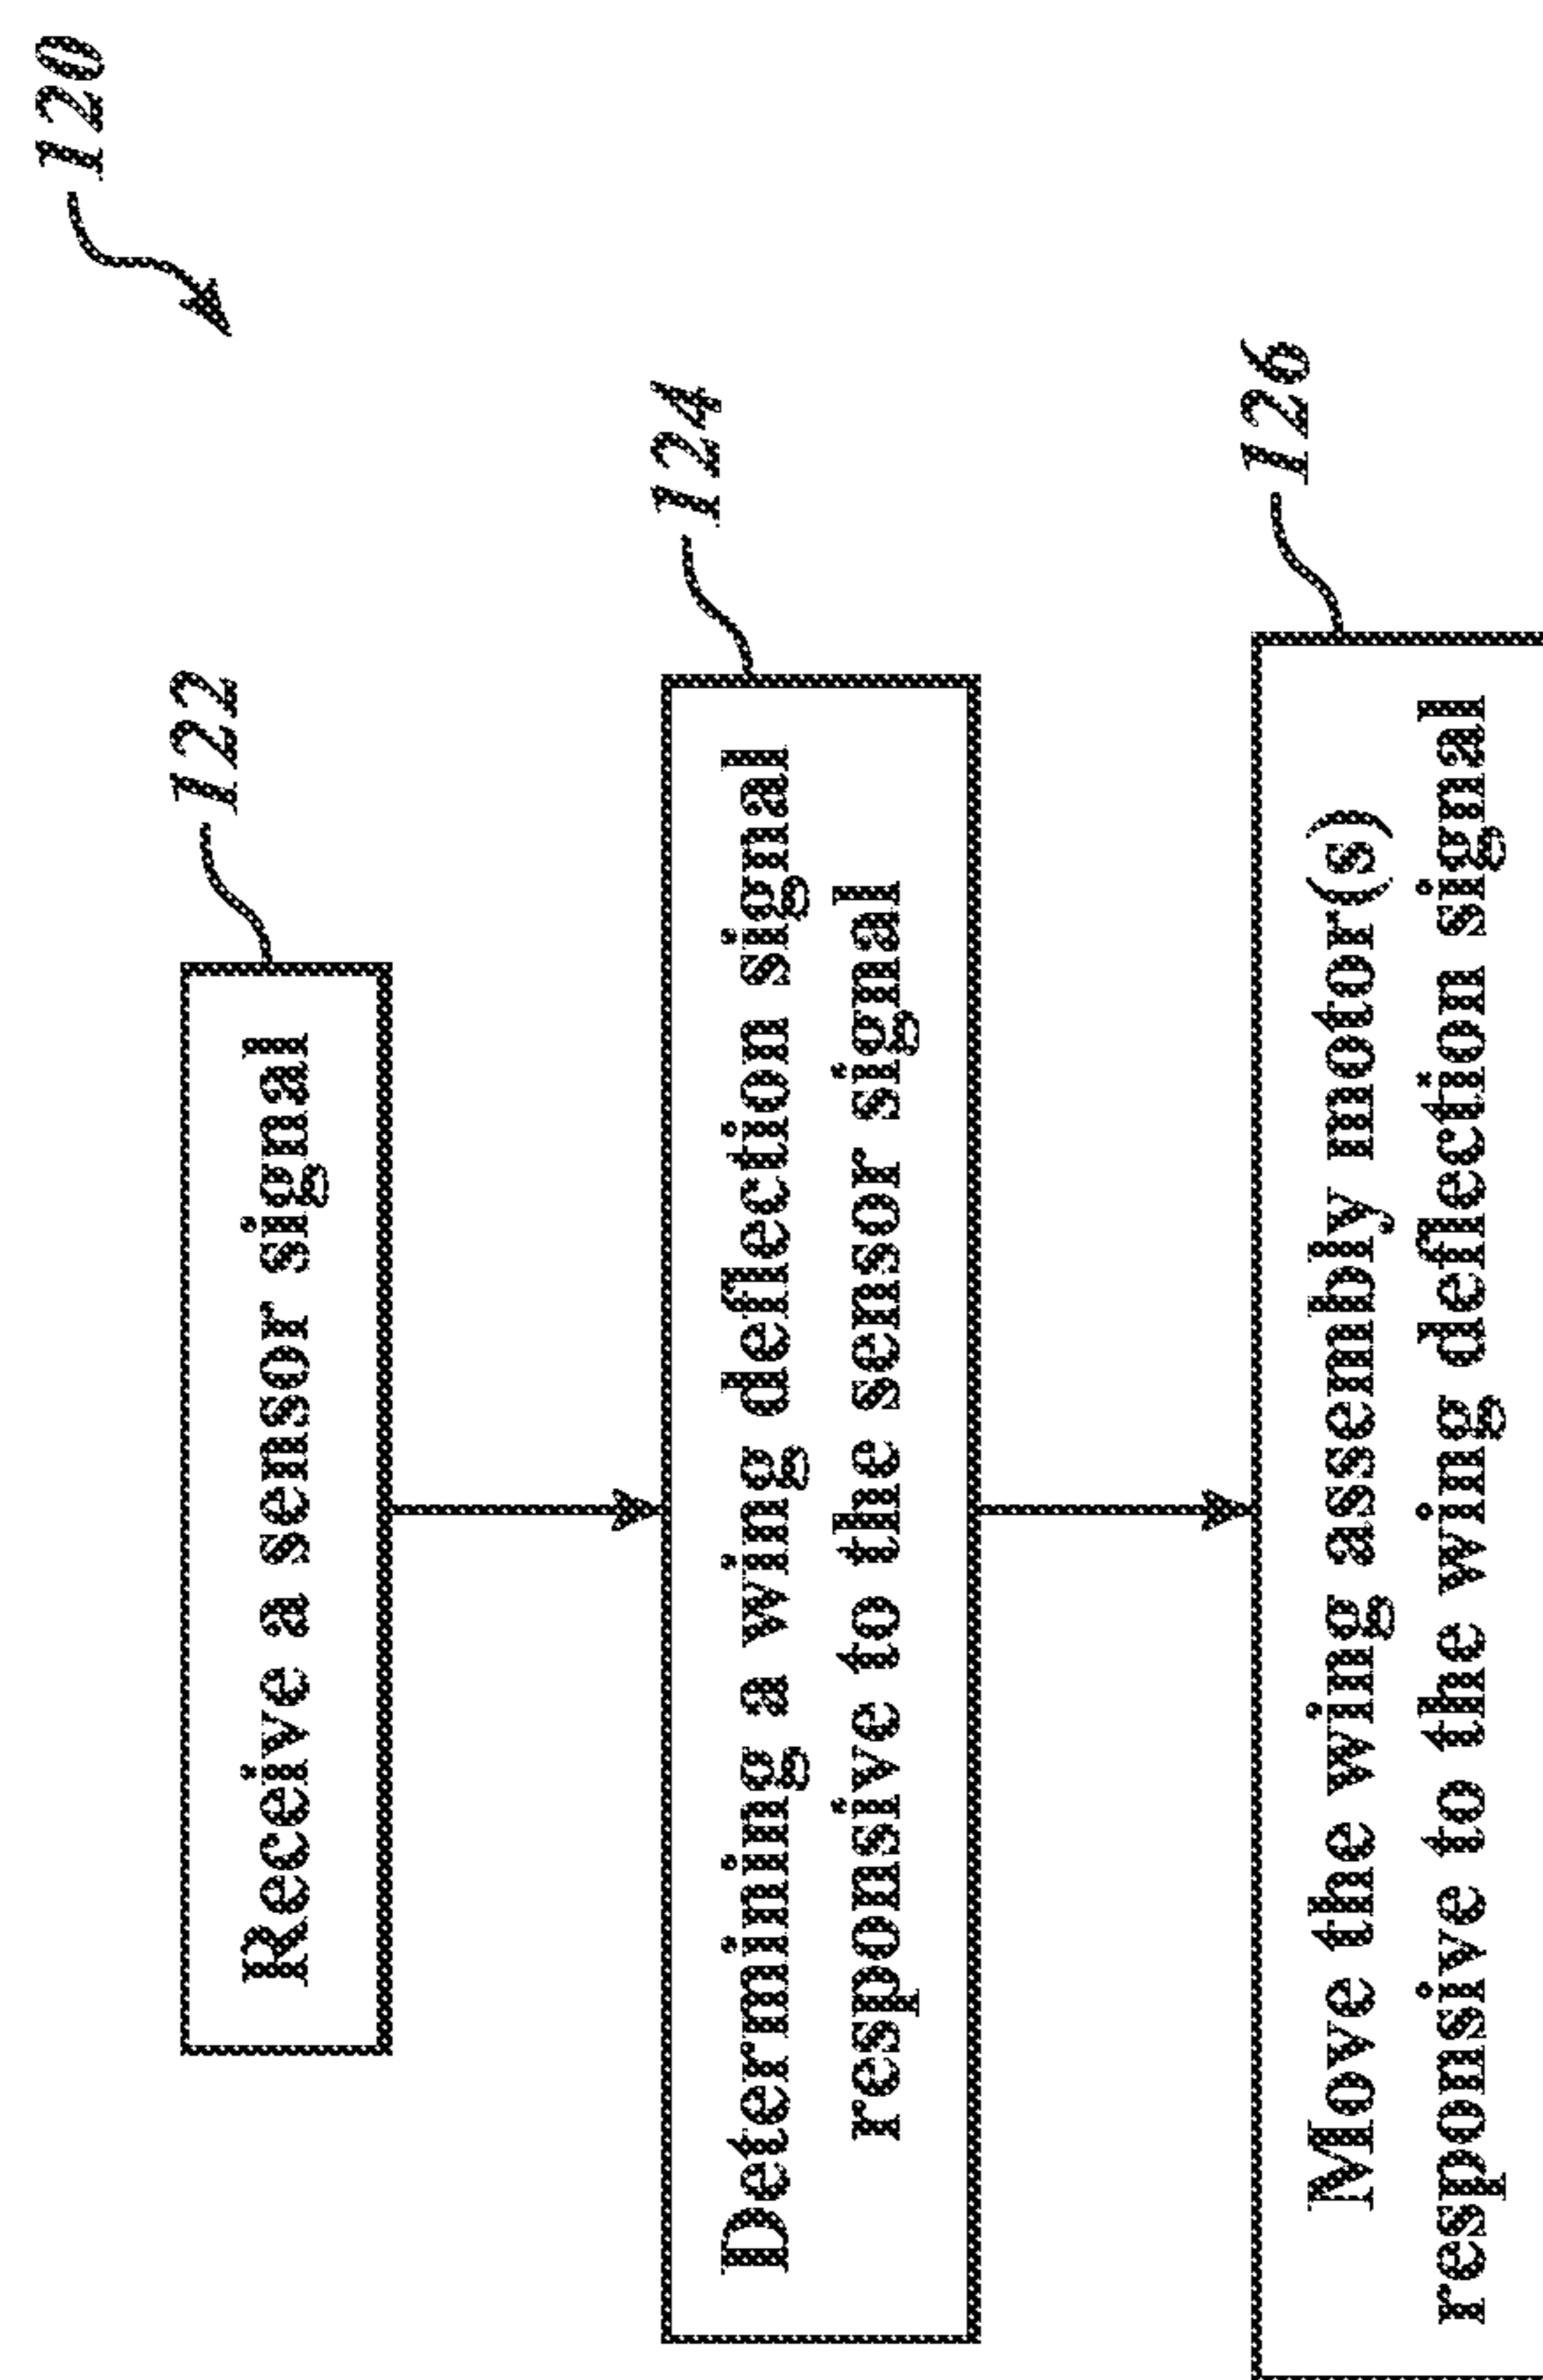 120
122
Receive a sensor signal
124
Determining a wing deflection signal
responsive to the sensor signal
126
Move the wing assembly motor(s)
responsive to the wing deflection signal